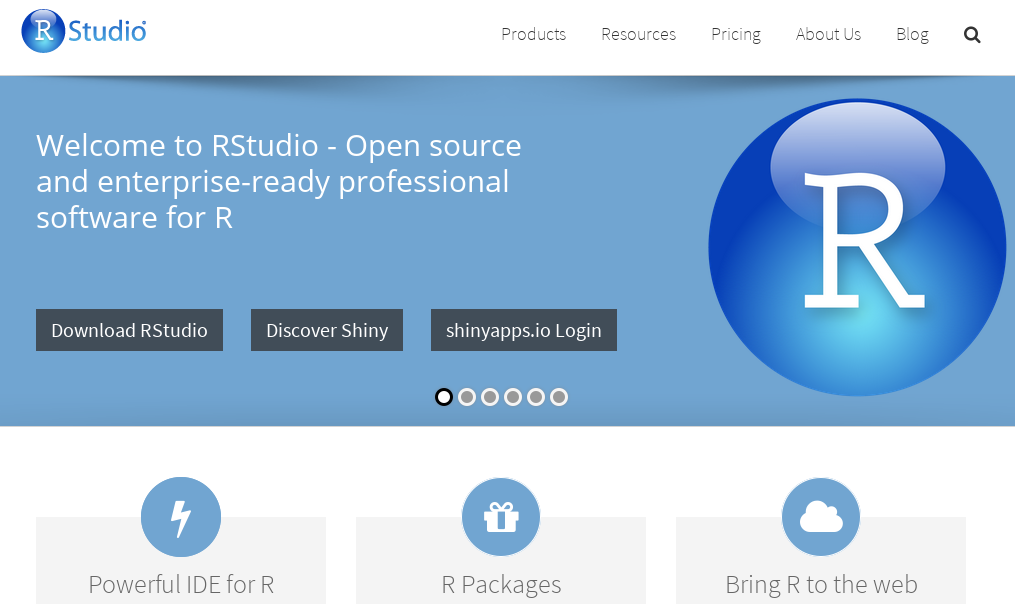 R Studio®
Products Resources Pricing About Us Blog
Welcome to RStudio - Open source
and enterprise-ready professional
software for R
R
Download RStudio Discover Shiny shinyapps.io Login
Powerful IDE for R R Packages Bring R to the web